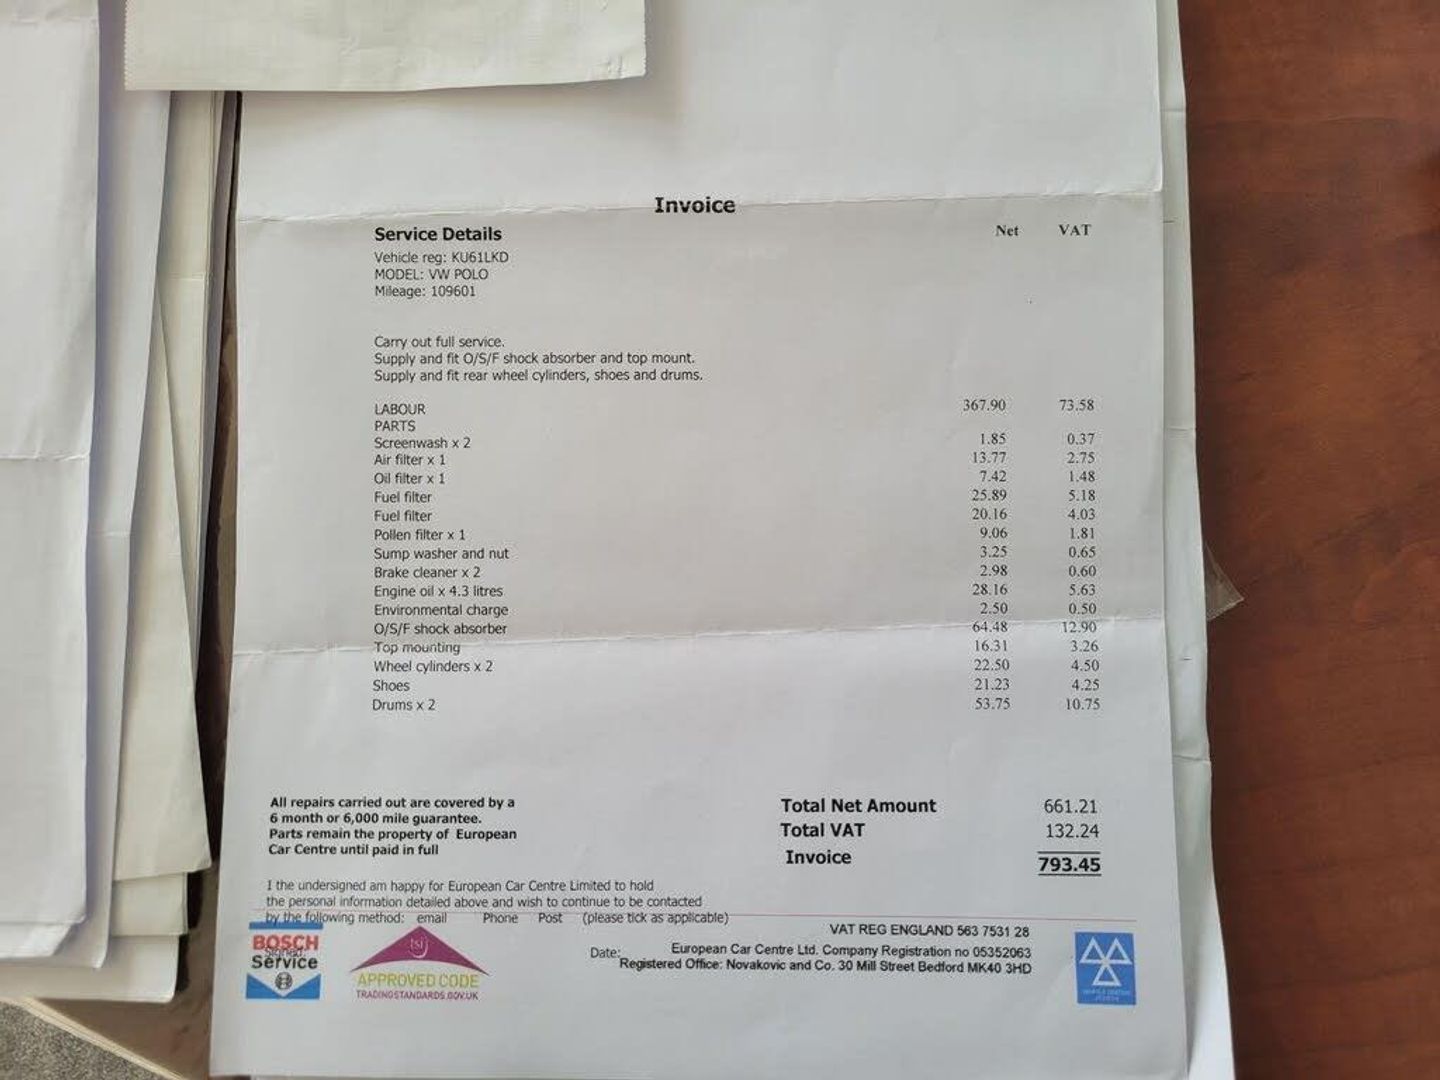 Invoice
Service Details Net VAT
Vehicle reg: KU61LKD
MODEL: VW POLO
Mileage: 109601
Carry out full service.
Supply and fit O/S/F shock absorber and top mount.
Supply and fit rear wheel cylinders, shoes and drums.
LABOUR 367.90 73.58
PARTS
Screenwash x 2 1.85 0.37
Air filter x 1 13.77 2.75
Oil filter x 1 7.42 1.48
Fuel filter 25.89 5.18
Fuel filter 20.16 4.03
Pollen filter x 1 9.06 1.81
Sump washer and nut 3.25 0.65
Brake cleaner x 2 2.98 0.60
Engine oil x 4.3 litres 28.16 5.63
Environmental charge 2.50 0.50
O/S/F shock absorber 64.48 12.90
Top mounting 16.31 3.26
Wheel cylinders x 2 22.50 4.50
Shoes 21.23 4.25
Drums x 2 53.75 10.75
All repairs carried out are covered by a
6 month or 6,000 mile guarantee.
Parts remain the property of European
Car Centre until paid in full
Total Net Amount 661.21
Total VAT 132.24
Invoice 793.45
I the undersigned am happy for European Car Centre Limited to hold
the personal information detailed above and wish to continue to be contacted
by the following method: email Phone Post (please tick as applicable)
VAT REG ENGLAND 563 7531 28
Signed:
Date:
European Car Centre Ltd. Company Registration no 05352063
Registered Office: Novakovic and Co. 30 Mill Street Bedford MK40 3HD
BOSCH
Service
tsi
APPROVED CODE
TRADINGSTANDARDS.GOV.UK